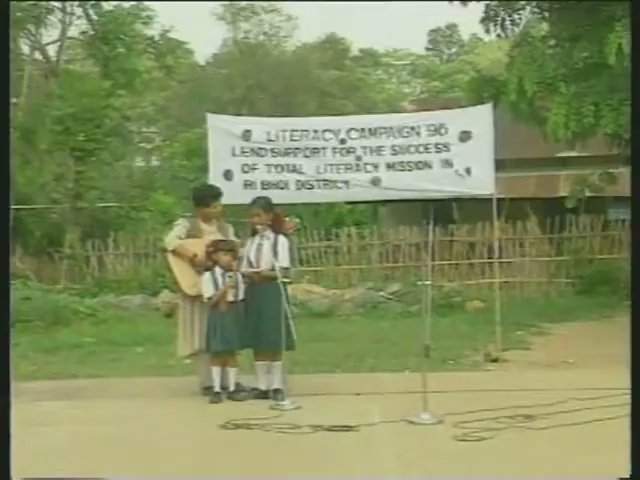 LITERACY CAMPAIGN '96
LEND SUPPORT FOR THE SUCCESS
OF TOTAL LITERACY MISSION IN
RI BHOI DISTRICT